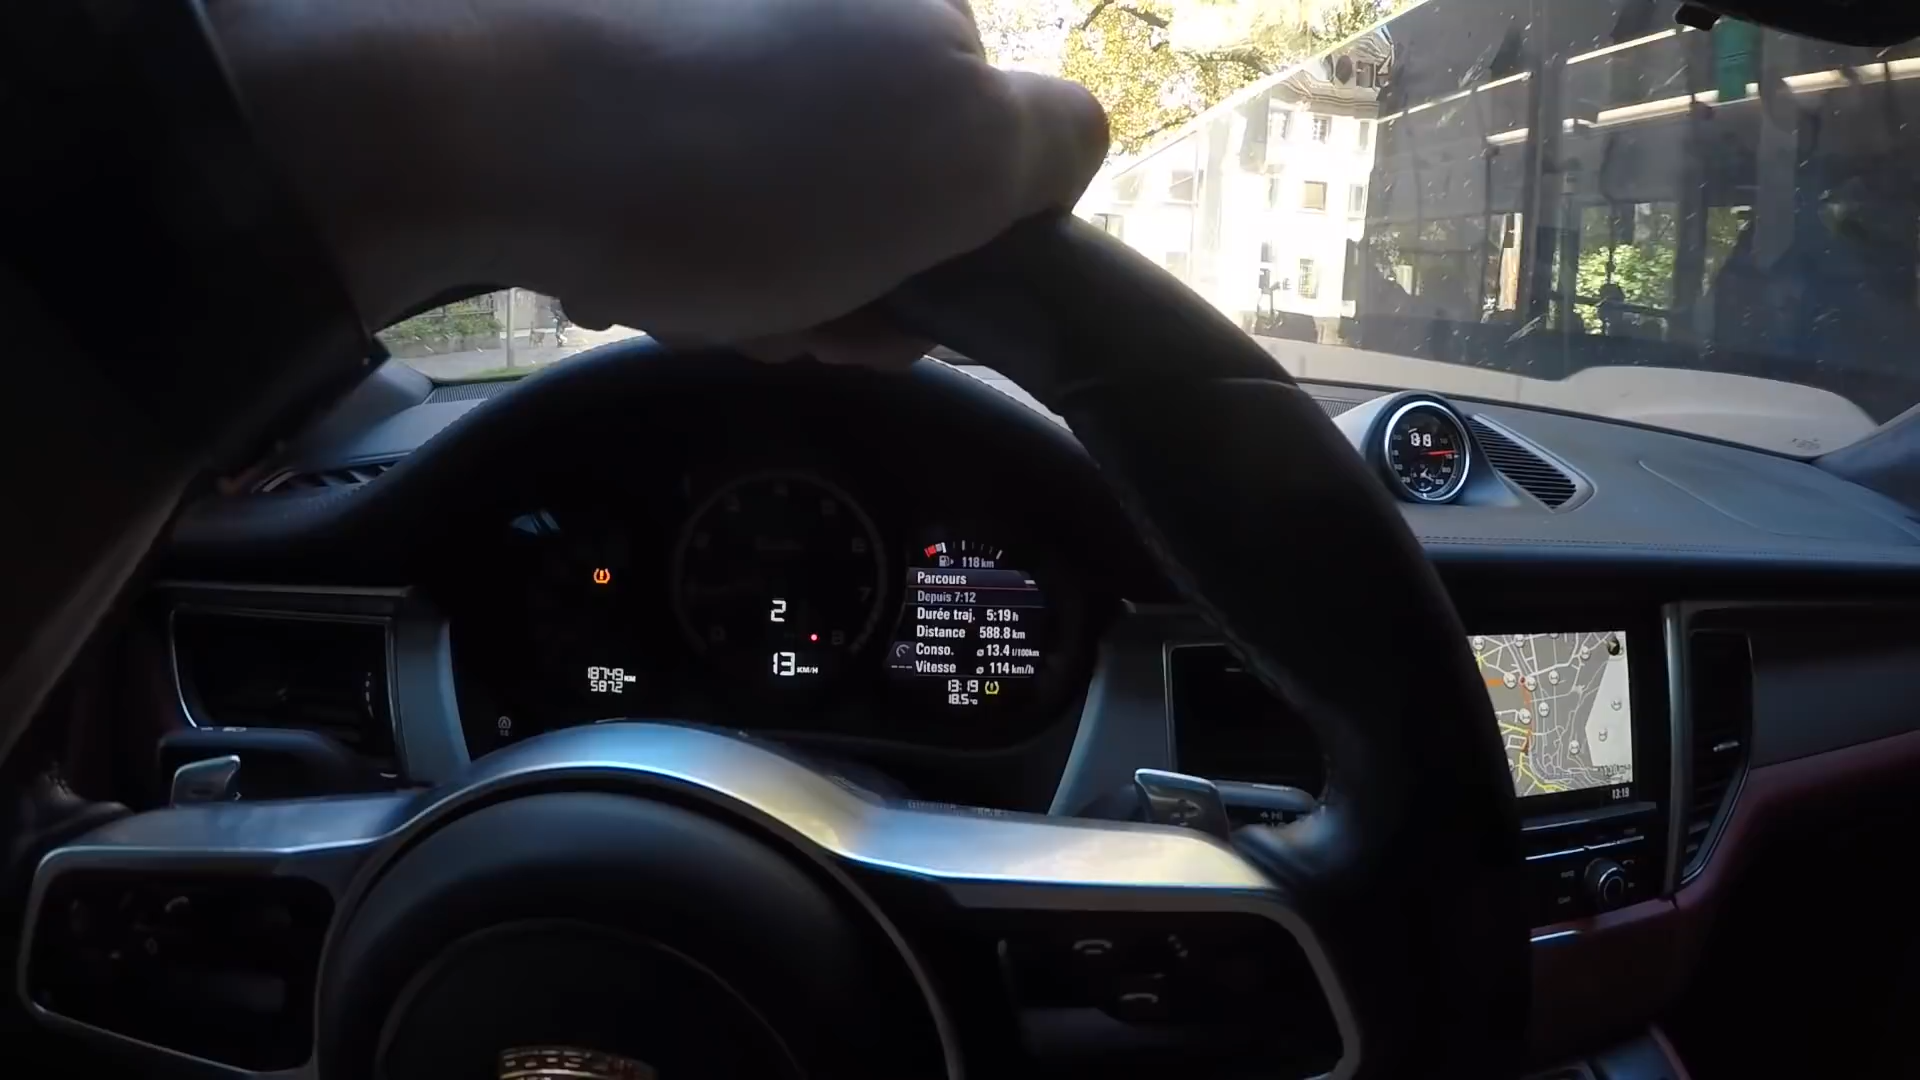 118 km
Parcours
Depuis 7:12
Durée traj. 5:19 h
Distance 588.8 km
Conso. ⌀ 13.4 l/100km
Vitesse ⌀ 114 km/h
13:19
18.5 °C
2
13 KM/H
7
18749 KM
587.2
13:19